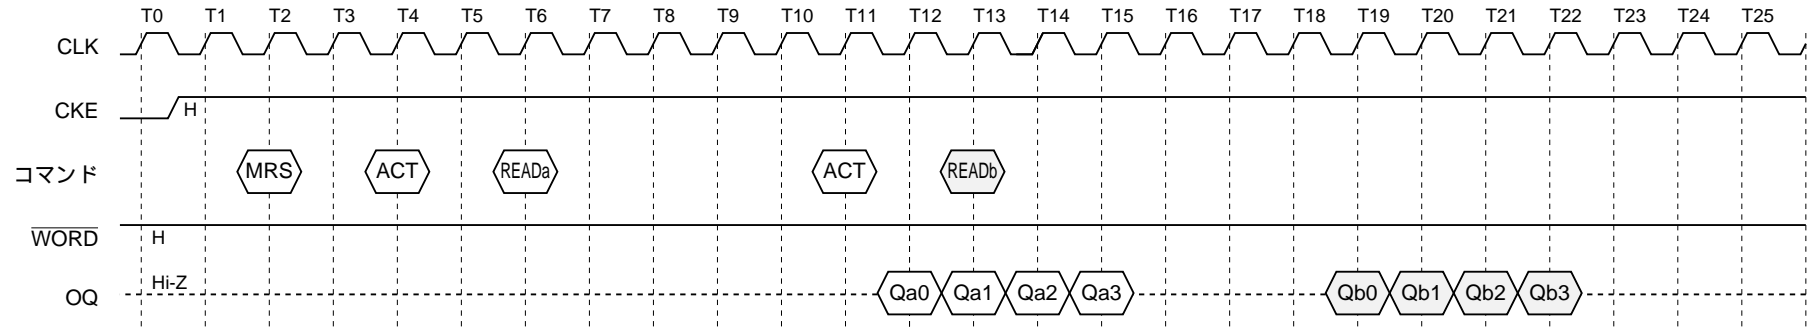 T0 T1 T2 T3 T4 T5 T6 T7 T8 T9 T10 T11 T12 T13 T14 T15 T16 T17 T18 T19 T20 T21 T22 T23 T24 T25
CLK
CKE H
コマンド MRS ACT READa ACT READb
WORD H
OQ Hi-Z Qa0 Qa1 Qa2 Qa3 Qb0 Qb1 Qb2 Qb3